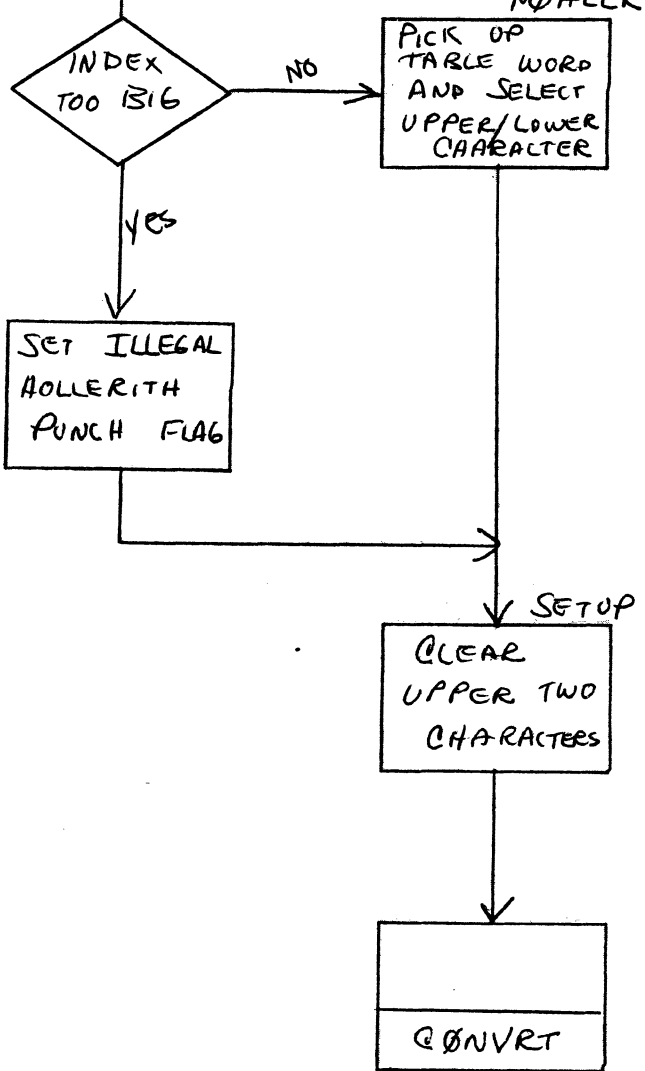 INDEX
TOO BIG
NO
PICK UP
TABLE WORD
AND SELECT
UPPER/LOWER
CHARACTER
YES
SET ILLEGAL
HOLLERITH
PUNCH FLAG
SETUP
CLEAR
UPPER TWO
CHARACTERS
CØNVRT